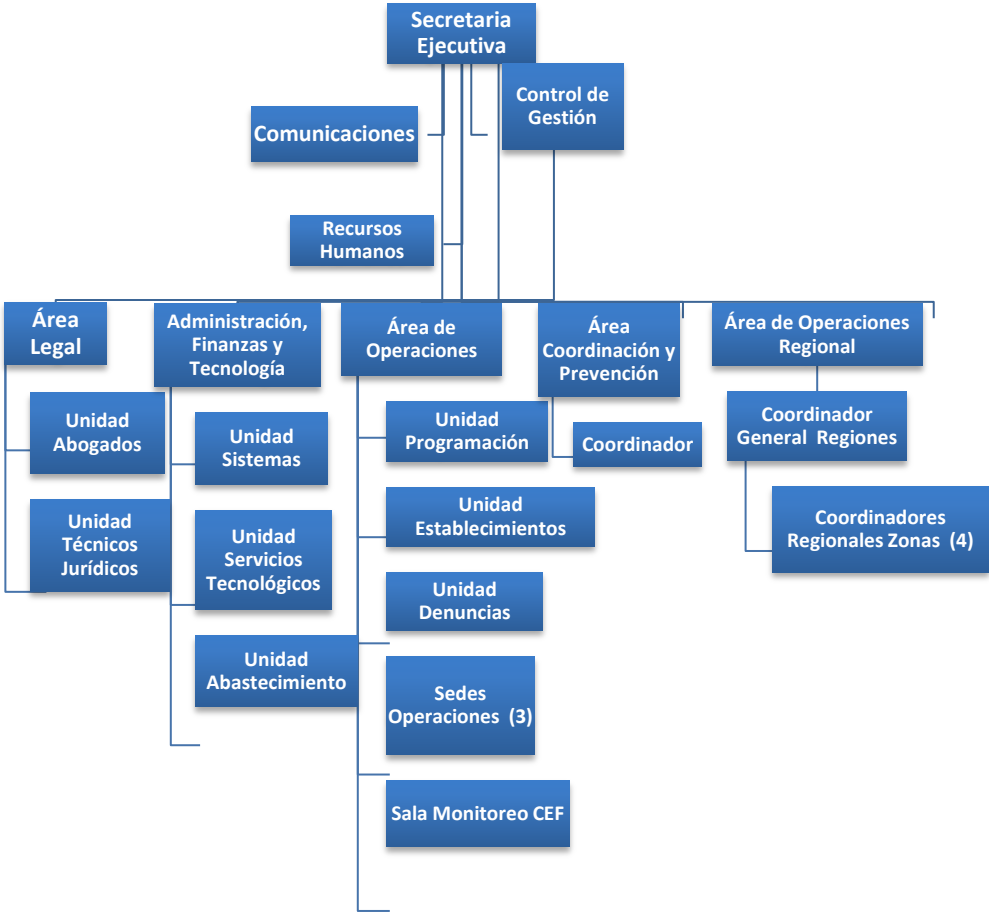 Secretaria
Ejecutiva
Control de
Gestión
Comunicaciones
Recursos
Humanos
Área
Legal
Unidad
Abogados
Unidad
Técnicos
Jurídicos
Administración,
Finanzas y
Tecnología
Unidad
Sistemas
Unidad
Servicios
Tecnológicos
Unidad
Abastecimiento
Área de
Operaciones
Unidad
Programación
Unidad
Establecimientos
Unidad
Denuncias
Sedes
Operaciones (3)
Sala Monitoreo CEF
Área
Coordinación y
Prevención
Coordinador
Área de Operaciones
Regional
Coordinador
General Regiones
Coordinadores
Regionales Zonas (4)